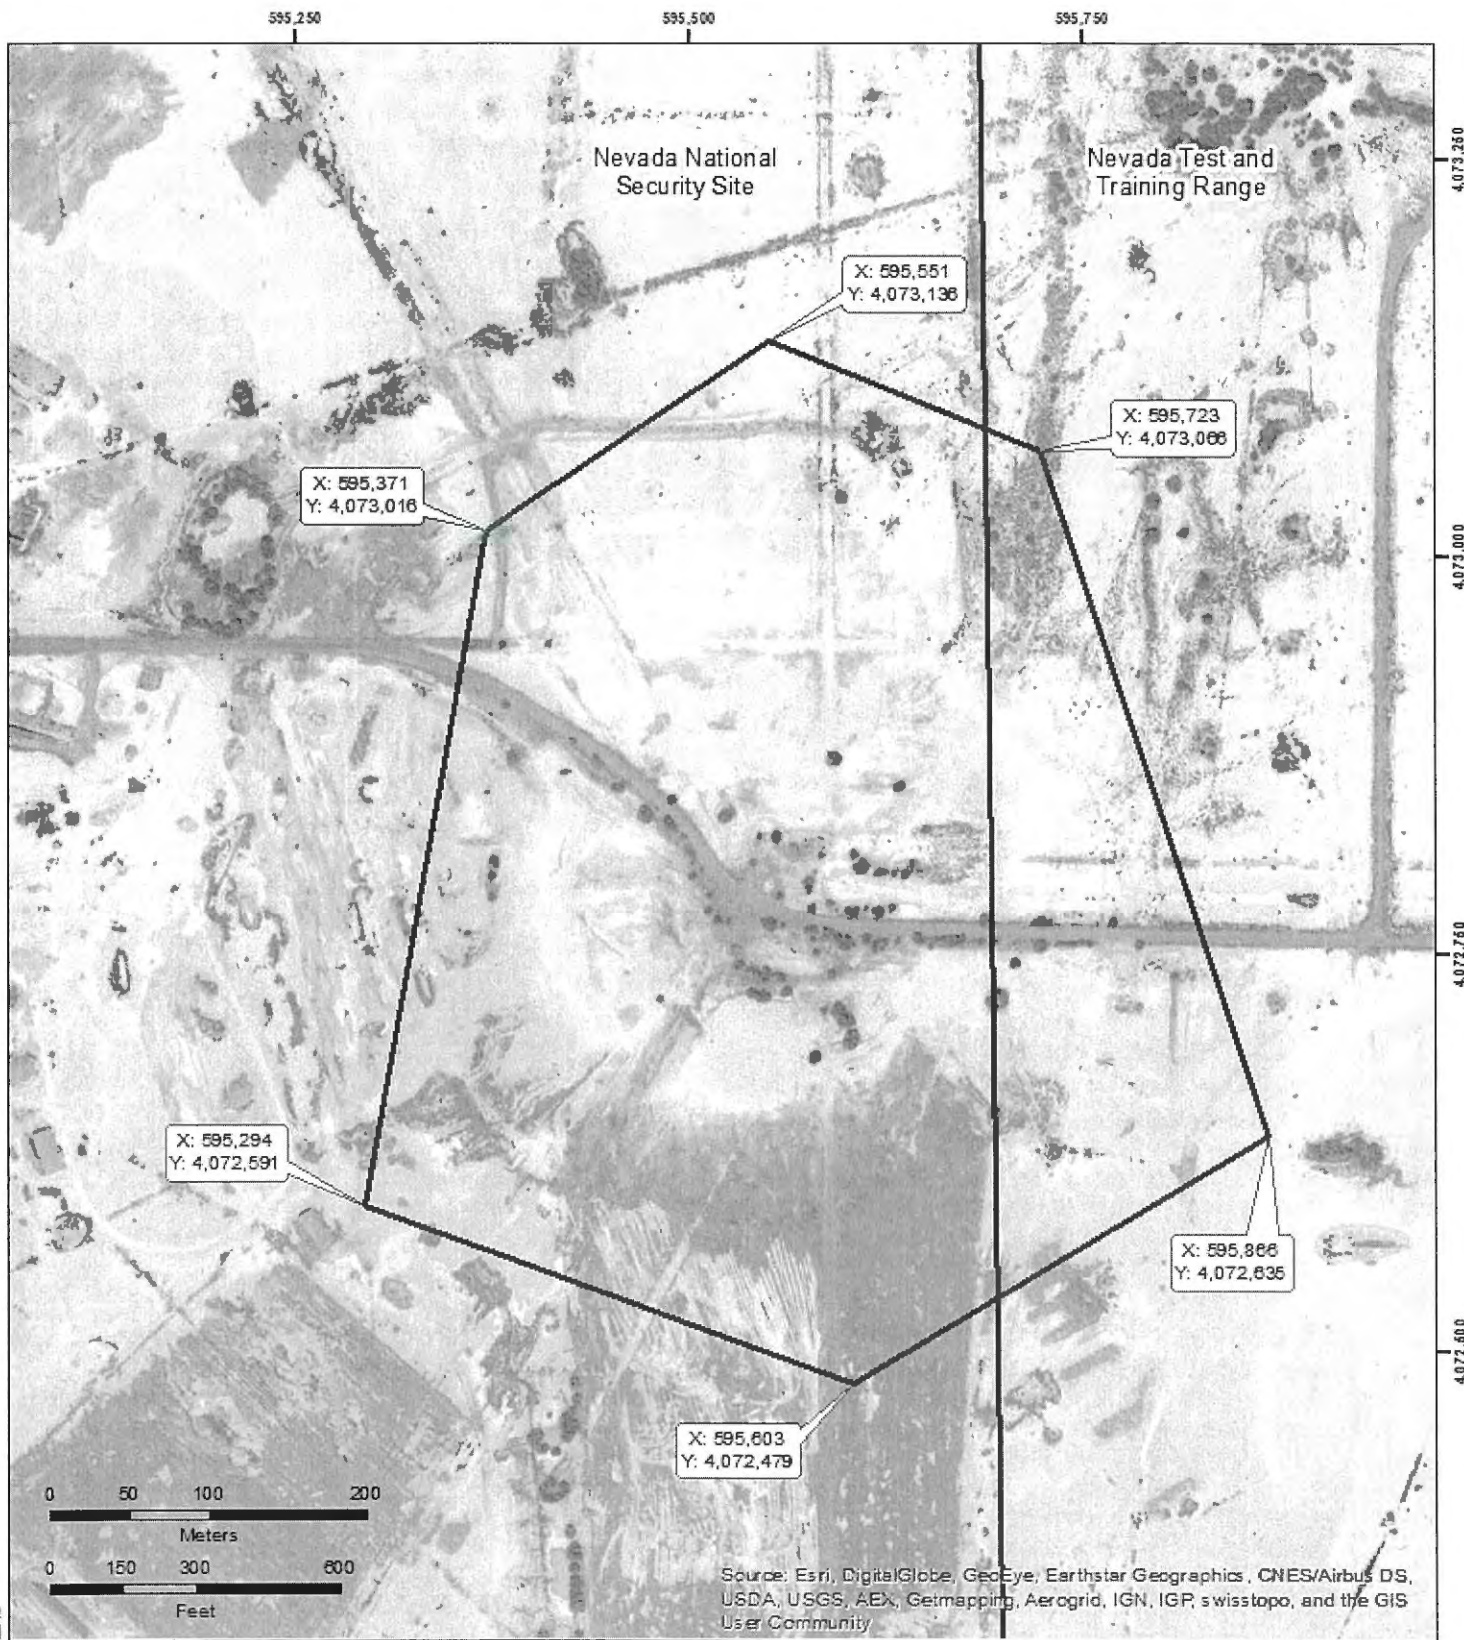 595,250
595,500
595,750
Nevada National
Security Site
Nevada Test and
Training Range
4,073,250
X: 595,551
Y: 4,073,136
X: 595,723
Y: 4,073,066
X: 595,371
Y: 4,073,016
4,073,000
4,072,750
X: 595,294
Y: 4,072,591
X: 595,866
Y: 4,072,635
4,072,500
X: 595,603
Y: 4,072,479
0 50 100 200
Meters
0 150 300 600
Feet
Source: Esri, DigitalGlobe, GeoEye, Earthstar Geographics, CNES/Airbus DS,
USDA, USGS, AEX, Getmapping, Aerogrid, IGN, IGP, swisstopo, and the GIS
User Community